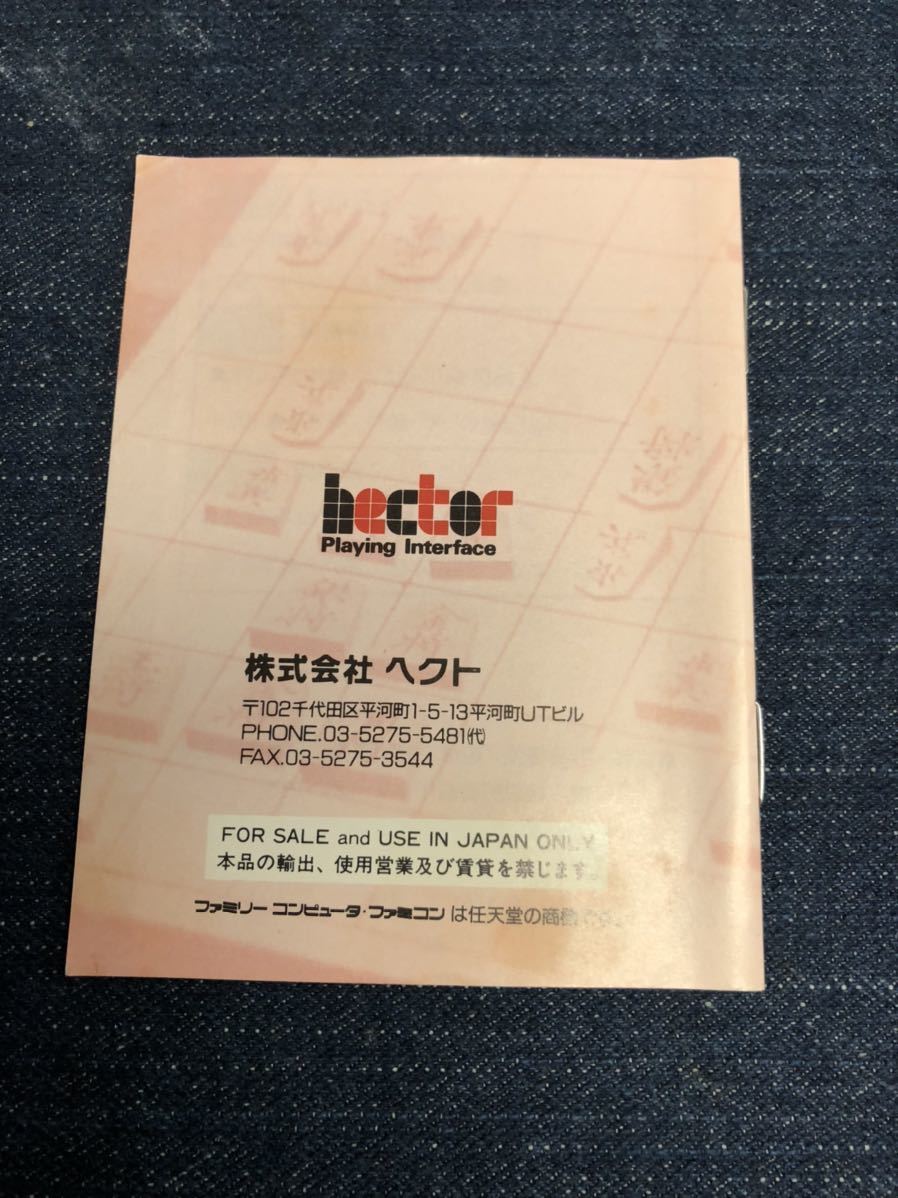 hector
Playing Interface
株式会社 ヘクト
〒102千代田区平河町1-5-13平河町UTビル
PHONE.03-5275-5481㈹
FAX.03-5275-3544
FOR SALE and USE IN JAPAN ONLY
本品の輸出、使用営業及び賃貸を禁じます。
ファミリー コンピュータ・ファミコン は任天堂の商標です。